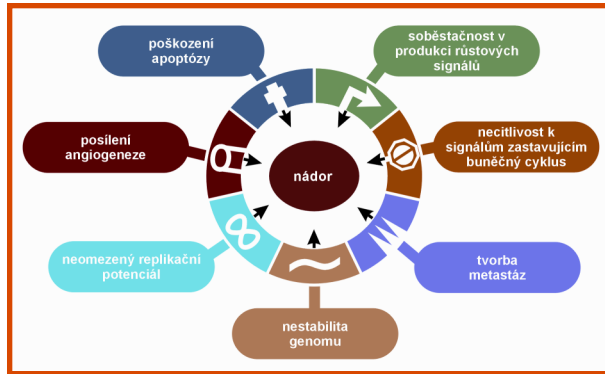 poškození
apoptózy
soběstačnost v
produkci růstových
signálů
posílení
angiogeneze
necitlivost k
signálům zastavujícím
buněčný cyklus
nádor
neomezený replikační
potenciál
tvorba
metastáz
nestabilita
genomu